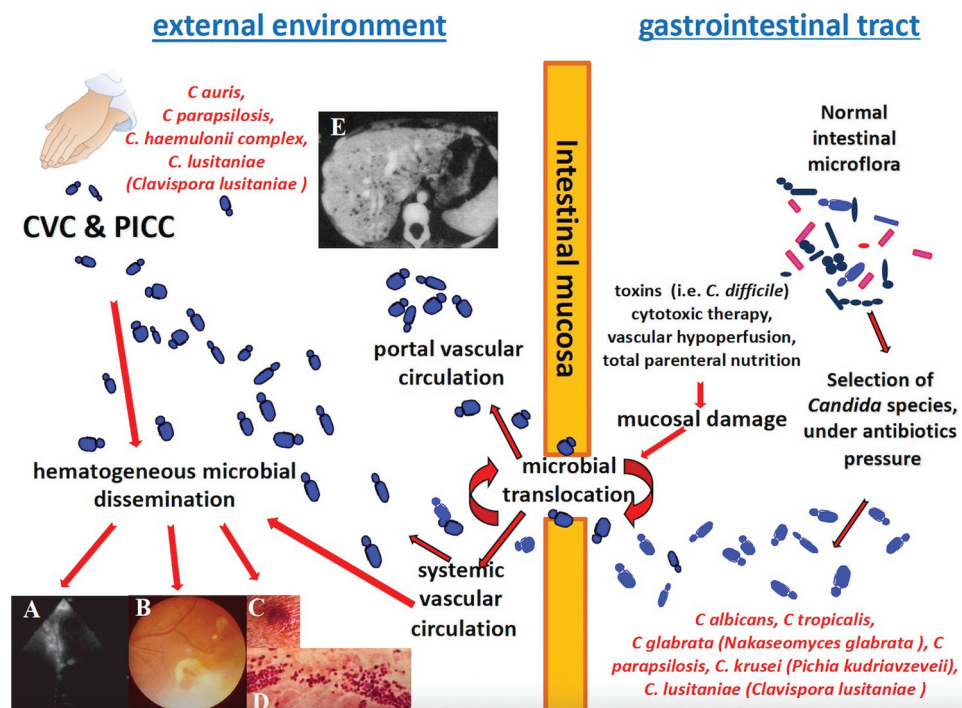 external environment
gastrointestinal tract
C auris,
C parapsilosis,
C. haemulonii complex,
C. lusitaniae
(Clavispora lusitaniae )
CVC & PICC
E
portal vascular
circulation
hematogeneous microbial
dissemination
A
B
C
D
systemic
vascular
circulation
Intestinal mucosa
microbial
translocation
Normal
intestinal
microflora
toxins (i.e. C. difficile)
cytotoxic therapy,
vascular hypoperfusion,
total parenteral nutrition
mucosal damage
Selection of
Candida species,
under antibiotics
pressure
C albicans, C tropicalis,
C glabrata (Nakaseomyces glabrata ), C
parapsilosis, C. krusei (Pichia kudriavzeveii),
C. lusitaniae (Clavispora lusitaniae )